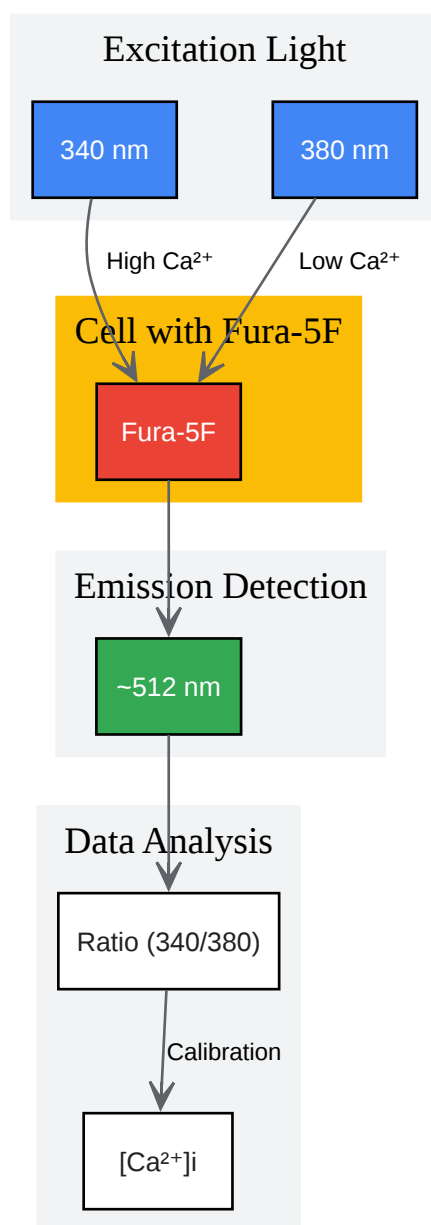 Excitation Light
340 nm
380 nm
High Ca²⁺
Low Ca²⁺
Cell with Fura-5F
Fura-5F
Emission Detection
~512 nm
Data Analysis
Ratio (340/380)
Calibration
[Ca²⁺]i